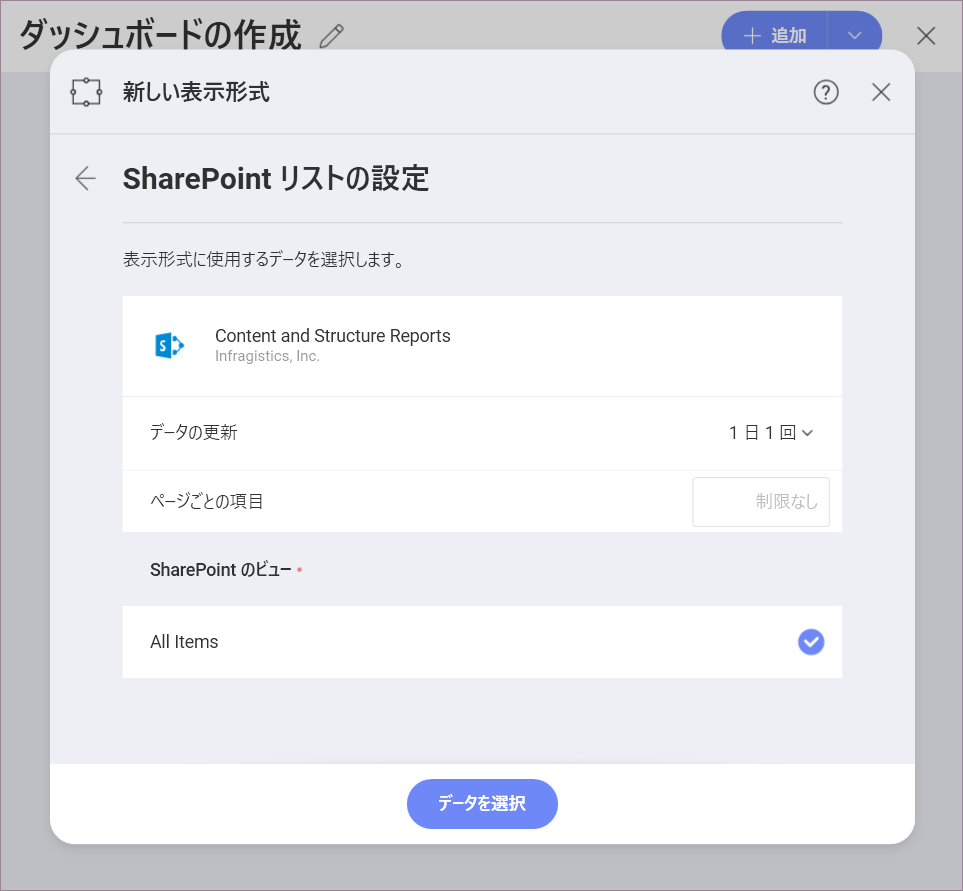 ダッシュボードの作成
追加
新しい表示形式
SharePoint リストの設定
表示形式に使用するデータを選択します。
Content and Structure Reports
Infragistics, Inc.
データの更新
1 日 1 回
ページごとの項目
制限なし
SharePoint のビュー •
All Items
データを選択